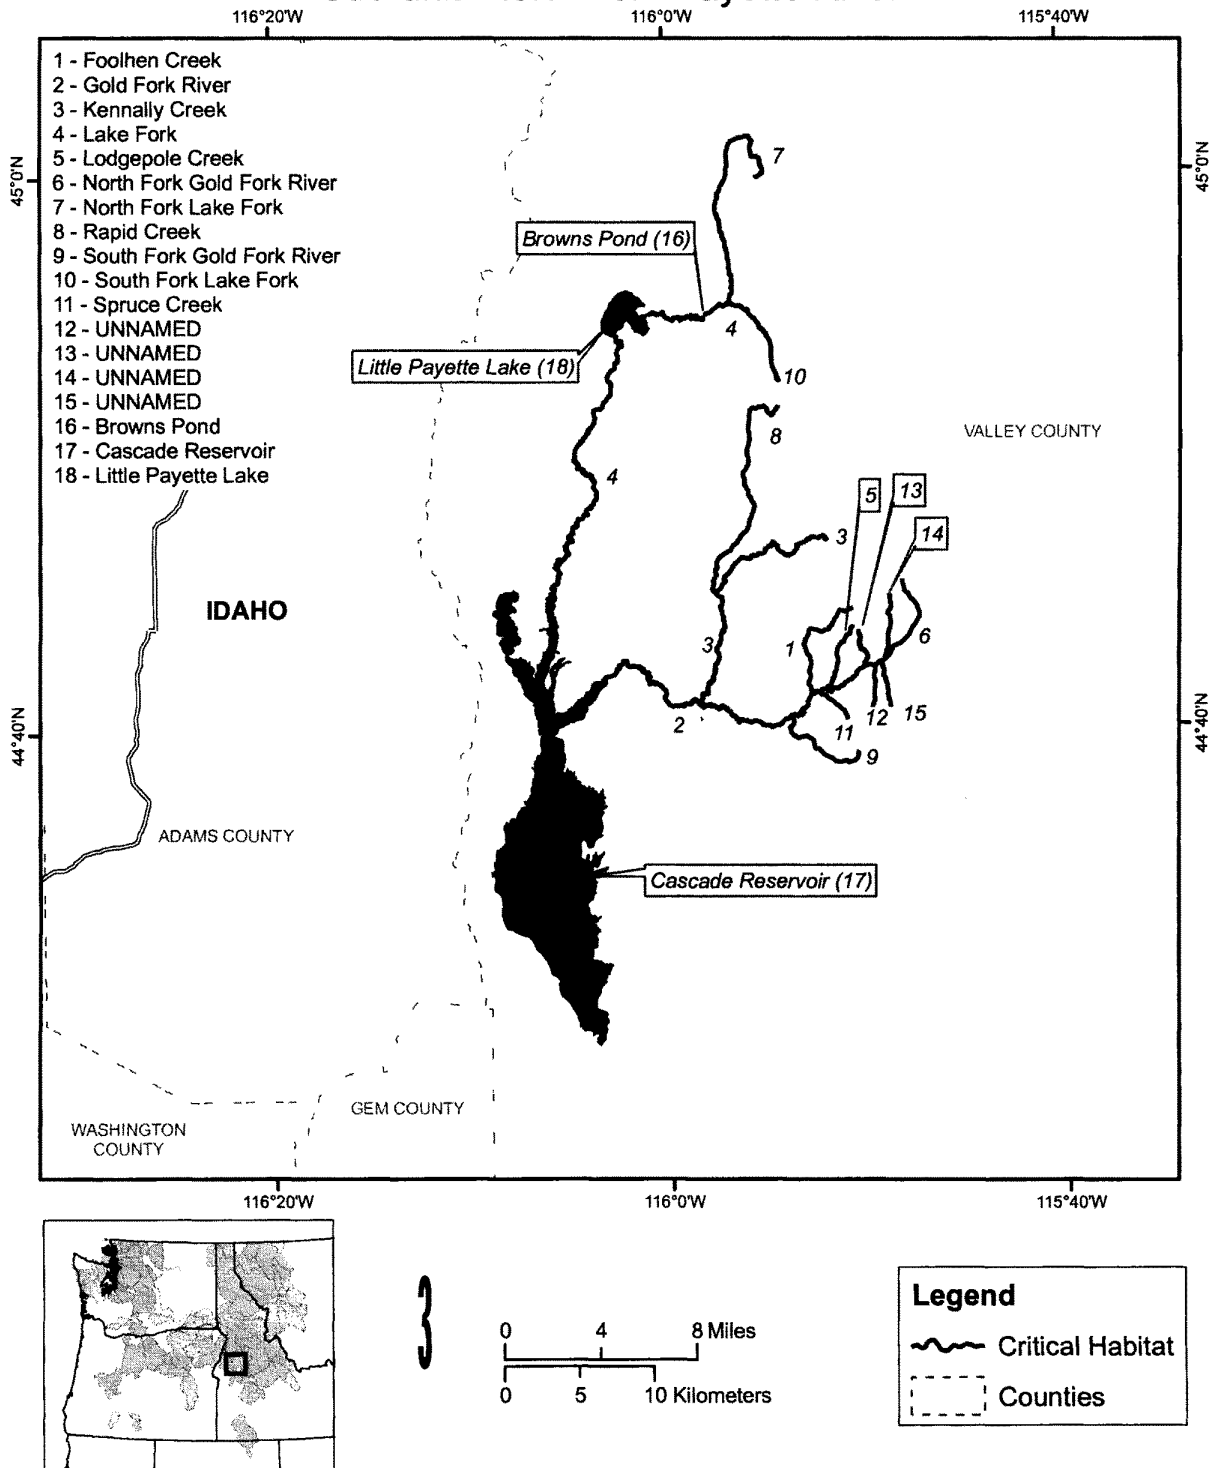 116°20'W 116°0'W 115°40'W
1 - Foolhen Creek
2 - Gold Fork River
3 - Kennally Creek
4 - Lake Fork
5 - Lodgepole Creek
6 - North Fork Gold Fork River
7 - North Fork Lake Fork
8 - Rapid Creek
9 - South Fork Gold Fork River
10 - South Fork Lake Fork
11 - Spruce Creek
12 - UNNAMED
13 - UNNAMED
14 - UNNAMED
15 - UNNAMED
16 - Browns Pond
17 - Cascade Reservoir
18 - Little Payette Lake
45°0'N
45°0'N
7
Browns Pond (16)
4
Little Payette Lake (18)
10
8
VALLEY COUNTY
4
5
13
14
3
IDAHO
1
3
6
2
11
12
15
9
44°40'N
44°40'N
ADAMS COUNTY
Cascade Reservoir (17)
GEM COUNTY
WASHINGTON
COUNTY
116°20'W 116°0'W 115°40'W
3
0 4 8 Miles
0 5 10 Kilometers
Legend
Critical Habitat
Counties